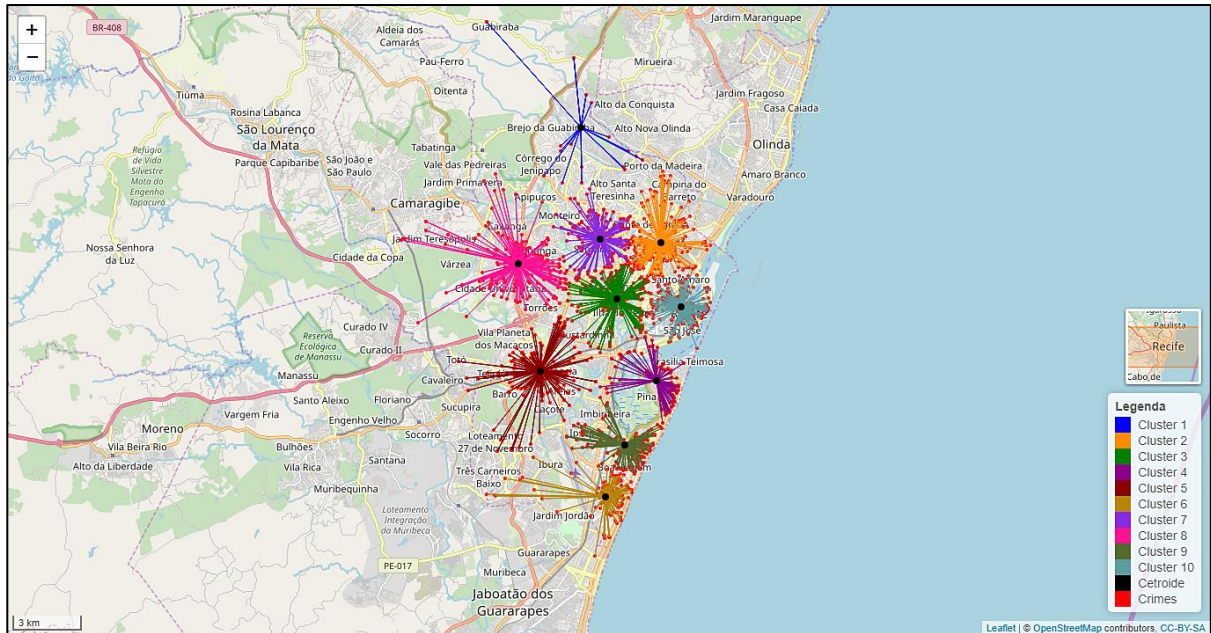 +
−
BR-408
Guabiraba
Jardim Maranguape
Aldeia dos
Camarás
Pau-Ferro
Mirueira
Tiúma
Oitenta
Jardim Fragoso
Casa Caiada
Rosina Labanca
Alto da Conquista
São Lourenço
da Mata
Brejo da Guabiraba
Alto Nova Olinda
Olinda
Tabatinga
Parque Capibaribe
São João e
São Paulo
Vale das Pedreiras
Córrego do
Jenipapo
Porto da Madeira
Refúgio
de Vida
Silvestre
Mata do
Engenho
Tapacurá
Jardim Primavera
Alto Santa
Teresinha
Campina do
Barreto
Amaro Branco
Varadouro
Camaragibe
Apipucos
Monteiro
Caxangá
Jardim Teresópolis
Nossa Senhora
da Luz
Cidade da Copa
Várzea
Cidade Universitária
Santo Amaro
Torrões
São José
Curado IV
Vila Planeta
dos Macacos
Mustardinha
Reserva
Ecológica
de Manassu
Curado II
Totó
Brasília Teimosa
Manassu
Cavaleiro
Barro
Pina
Santo Aleixo
Floriano
Sucupira
Caçote
Imbiribeira
Moreno
Vargem Fria
Engenho Velho
Socorro
Loteamento
27 de Novembro
Vila Beira Rio
Bulhões
Alto da Liberdade
Vila Rica
Santana
Três Carneiros
Baixo
Ibura
Muribequinha
Loteamento
Integração
da Muribeca
Jardim Jordão
Guararapes
PE-017
Muribeca
Jaboatão dos
Guararapes
3 km
Paulista
Recife
Cabo de
Legenda
Cluster 1
Cluster 2
Cluster 3
Cluster 4
Cluster 5
Cluster 6
Cluster 7
Cluster 8
Cluster 9
Cluster 10
Cetroide
Crimes
Leaflet | © OpenStreetMap contributors, CC-BY-SA